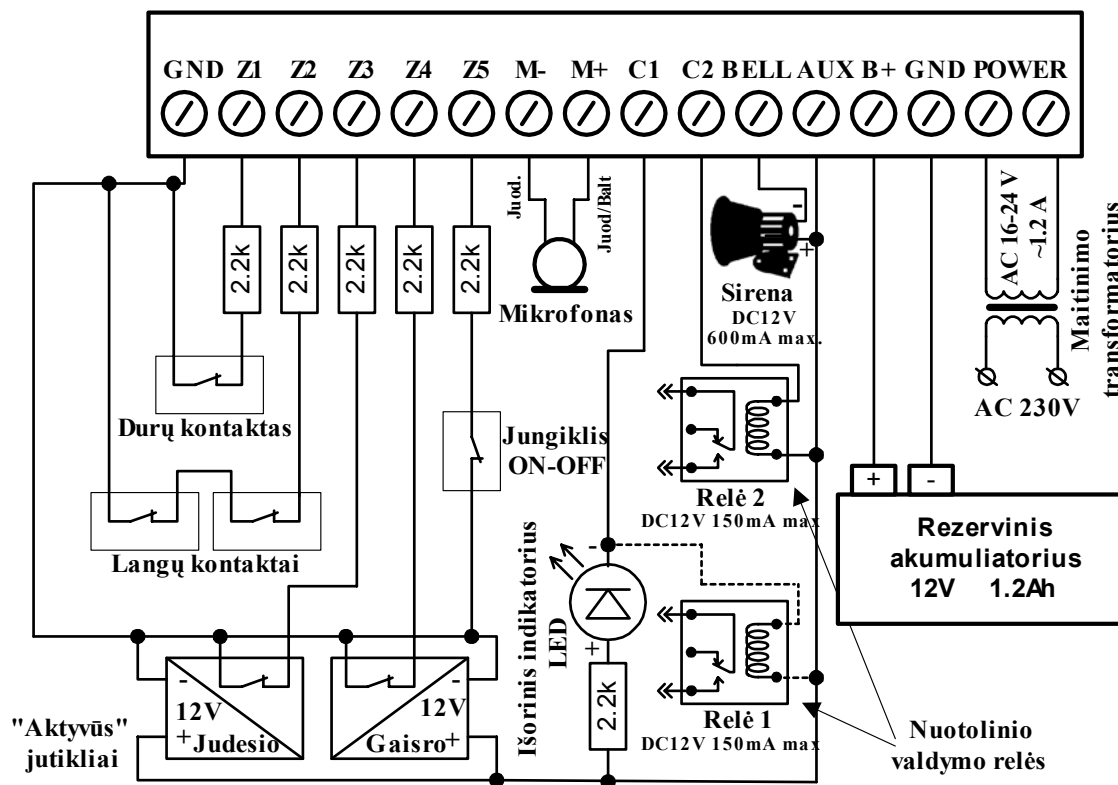 GND Z1 Z2 Z3 Z4 Z5 M- M+ C1 C2 BELL AUX B+ GND POWER
Juod.
Juod/Balt
2.2k
2.2k
2.2k
2.2k
2.2k
Mikrofonas
-
+
Sirena
DC12V
600mA max.
AC 16-24 V
~1.2 A
Maitinimo
transformatorius
AC 230V
Durų kontaktas
Langų kontaktai
Jungiklis
ON-OFF
Relė 2
DC12V 150mA max
+ -
Rezervinis
akumuliatorius
12V 1.2Ah
Išorinis indikatorius
LED
-
+
2.2k
Relė 1
DC12V 150mA max
Nuotolinio
valdymo relės
"Aktyvūs"
jutikliai
-
12V
+ Judesio
-
12V
Gaisro +